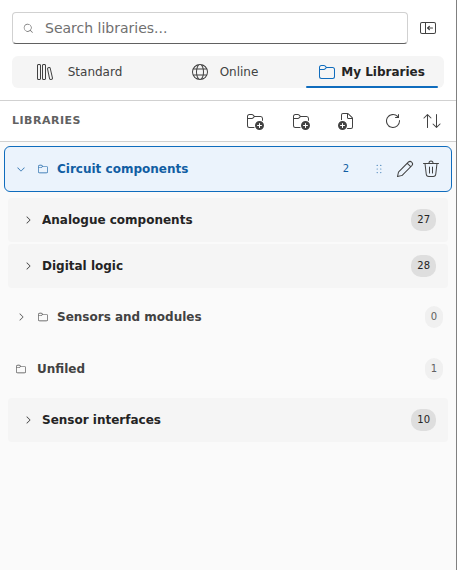 Search libraries...
Standard Online My Libraries
LIBRARIES
Circuit components 2
Analogue components 27
Digital logic 28
Sensors and modules 0
Unfiled 1
Sensor interfaces 10